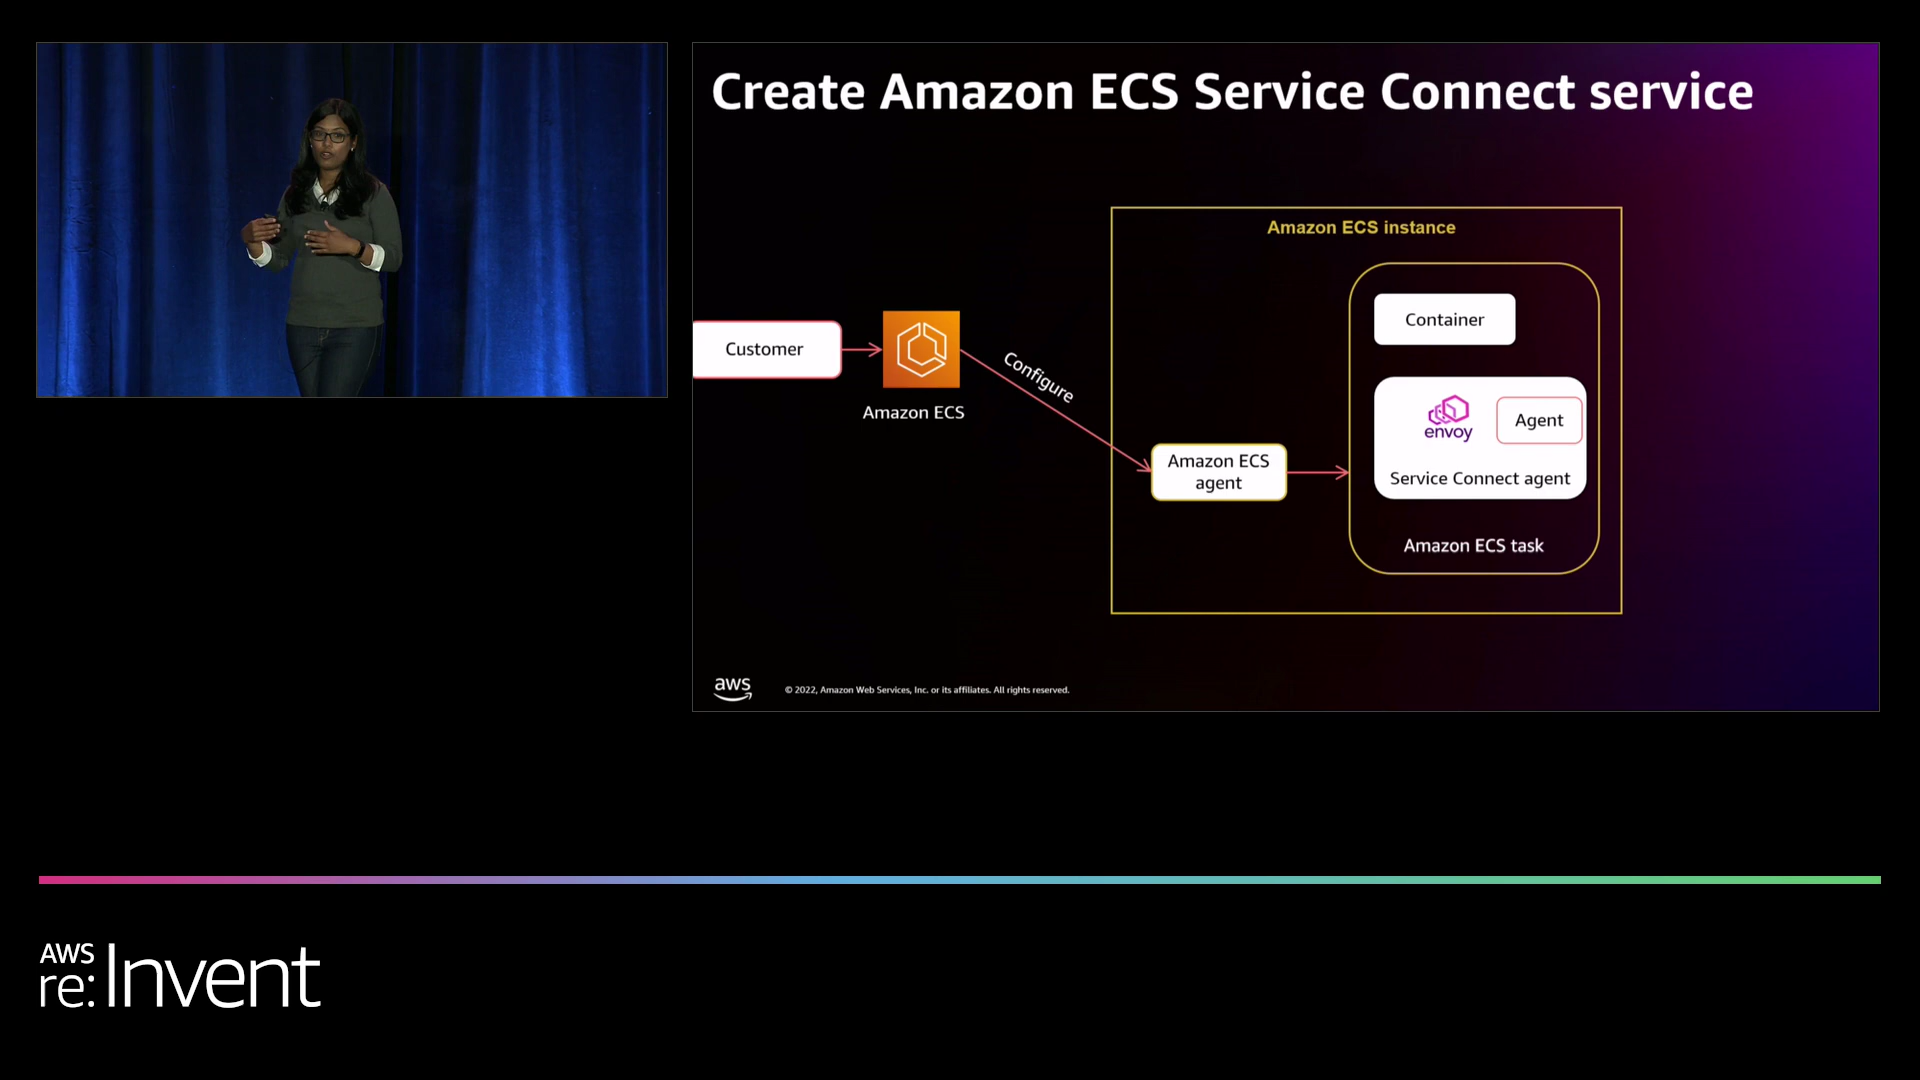 Create Amazon ECS Service Connect service
Amazon ECS instance
Container
Customer
Configure
Amazon ECS
envoy
Agent
Amazon ECS
agent
Service Connect agent
Amazon ECS task
aws
© 2022, Amazon Web Services, Inc. or its affiliates. All rights reserved.
AWS
re:Invent